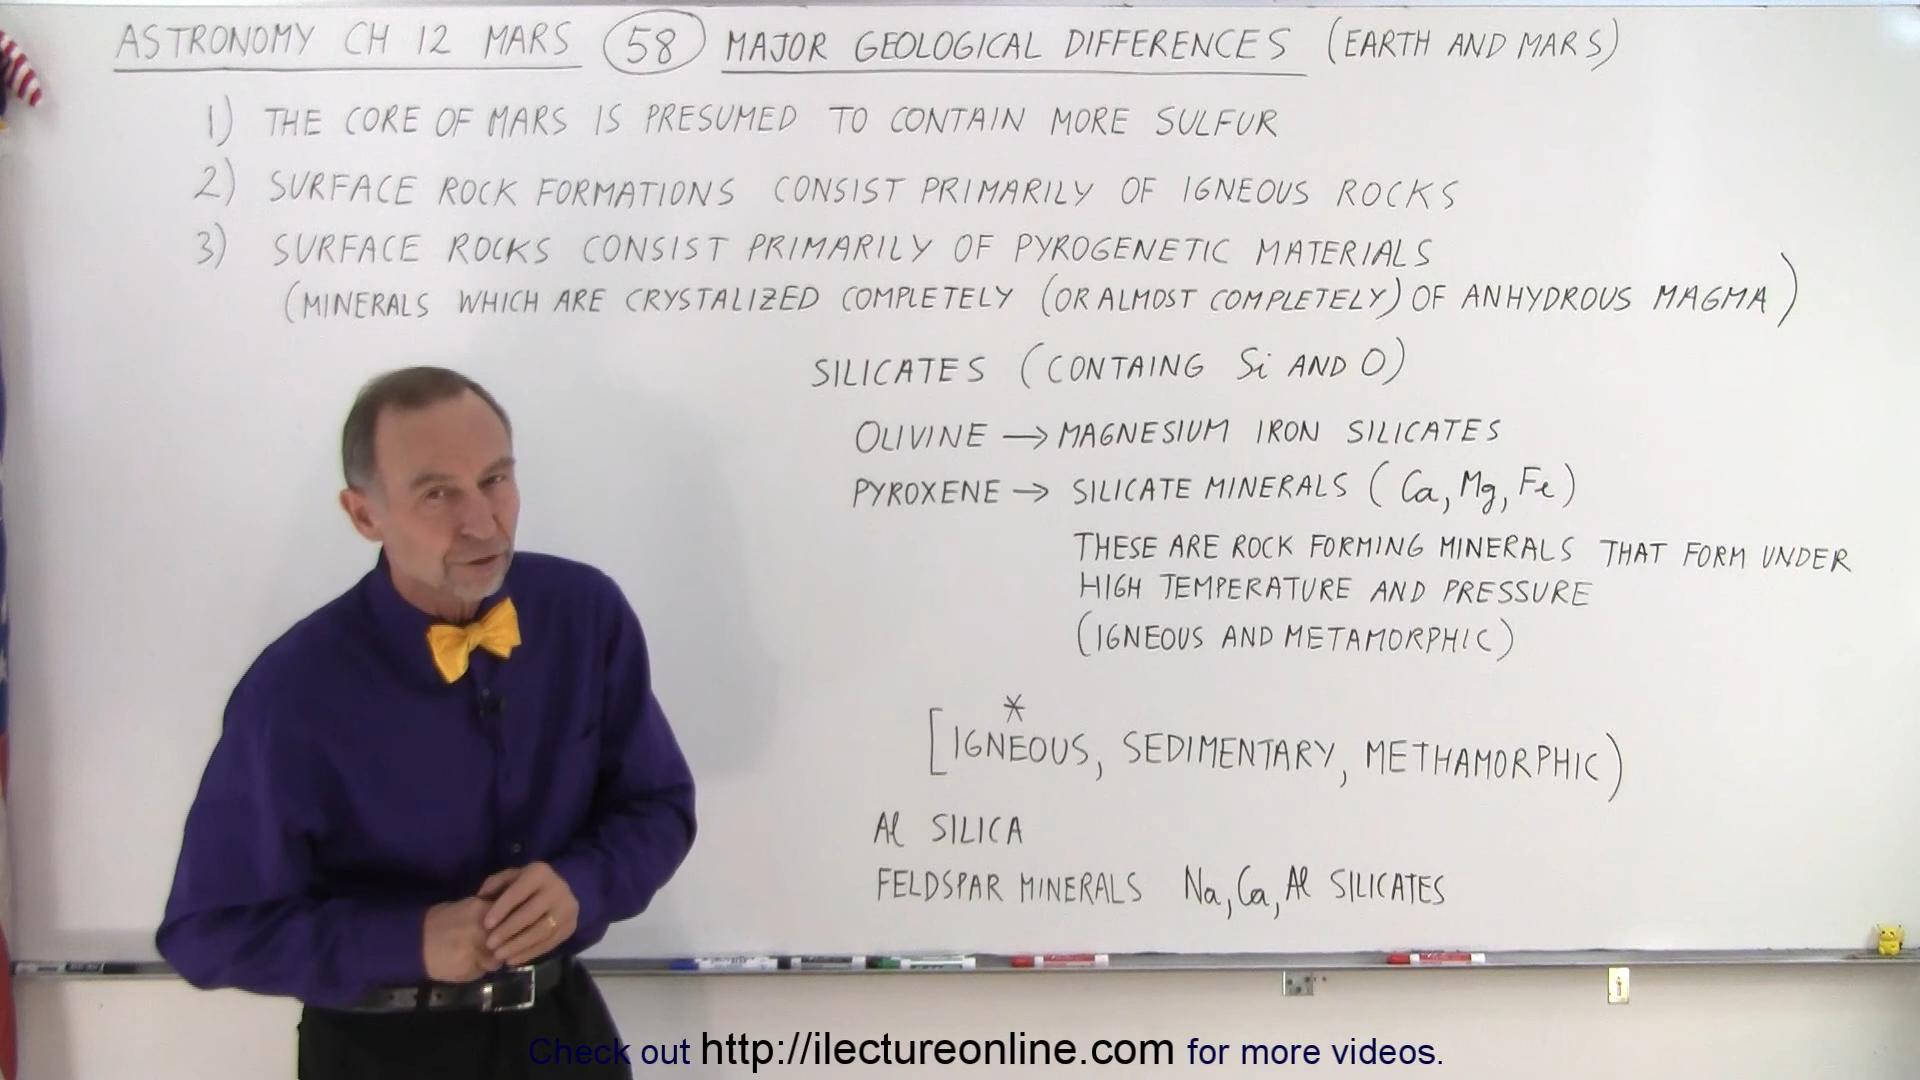 ASTRONOMY CH 12 MARS 58 MAJOR GEOLOGICAL DIFFERENCES (EARTH AND MARS)
1) THE CORE OF MARS IS PRESUMED TO CONTAIN MORE SULFUR
2) SURFACE ROCK FORMATIONS CONSIST PRIMARILY OF IGNEOUS ROCKS
3) SURFACE ROCKS CONSIST PRIMARILY OF PYROGENETIC MATERIALS
(MINERALS WHICH ARE CRYSTALIZED COMPLETELY (OR ALMOST COMPLETELY) OF ANHYDROUS MAGMA)
SILICATES (CONTAING Si AND O)
OLIVINE → MAGNESIUM IRON SILICATES
PYROXENE → SILICATE MINERALS (Ca, Mg, Fe)
THESE ARE ROCK FORMING MINERALS THAT FORM UNDER
HIGH TEMPERATURE AND PRESSURE
(IGNEOUS AND METAMORPHIC)
*
[IGNEOUS, SEDIMENTARY, METHAMORPHIC)
Al SILICA
FELDSPAR MINERALS Na, Ca, Al SILICATES
Check out http://ilectureonline.com for more videos.